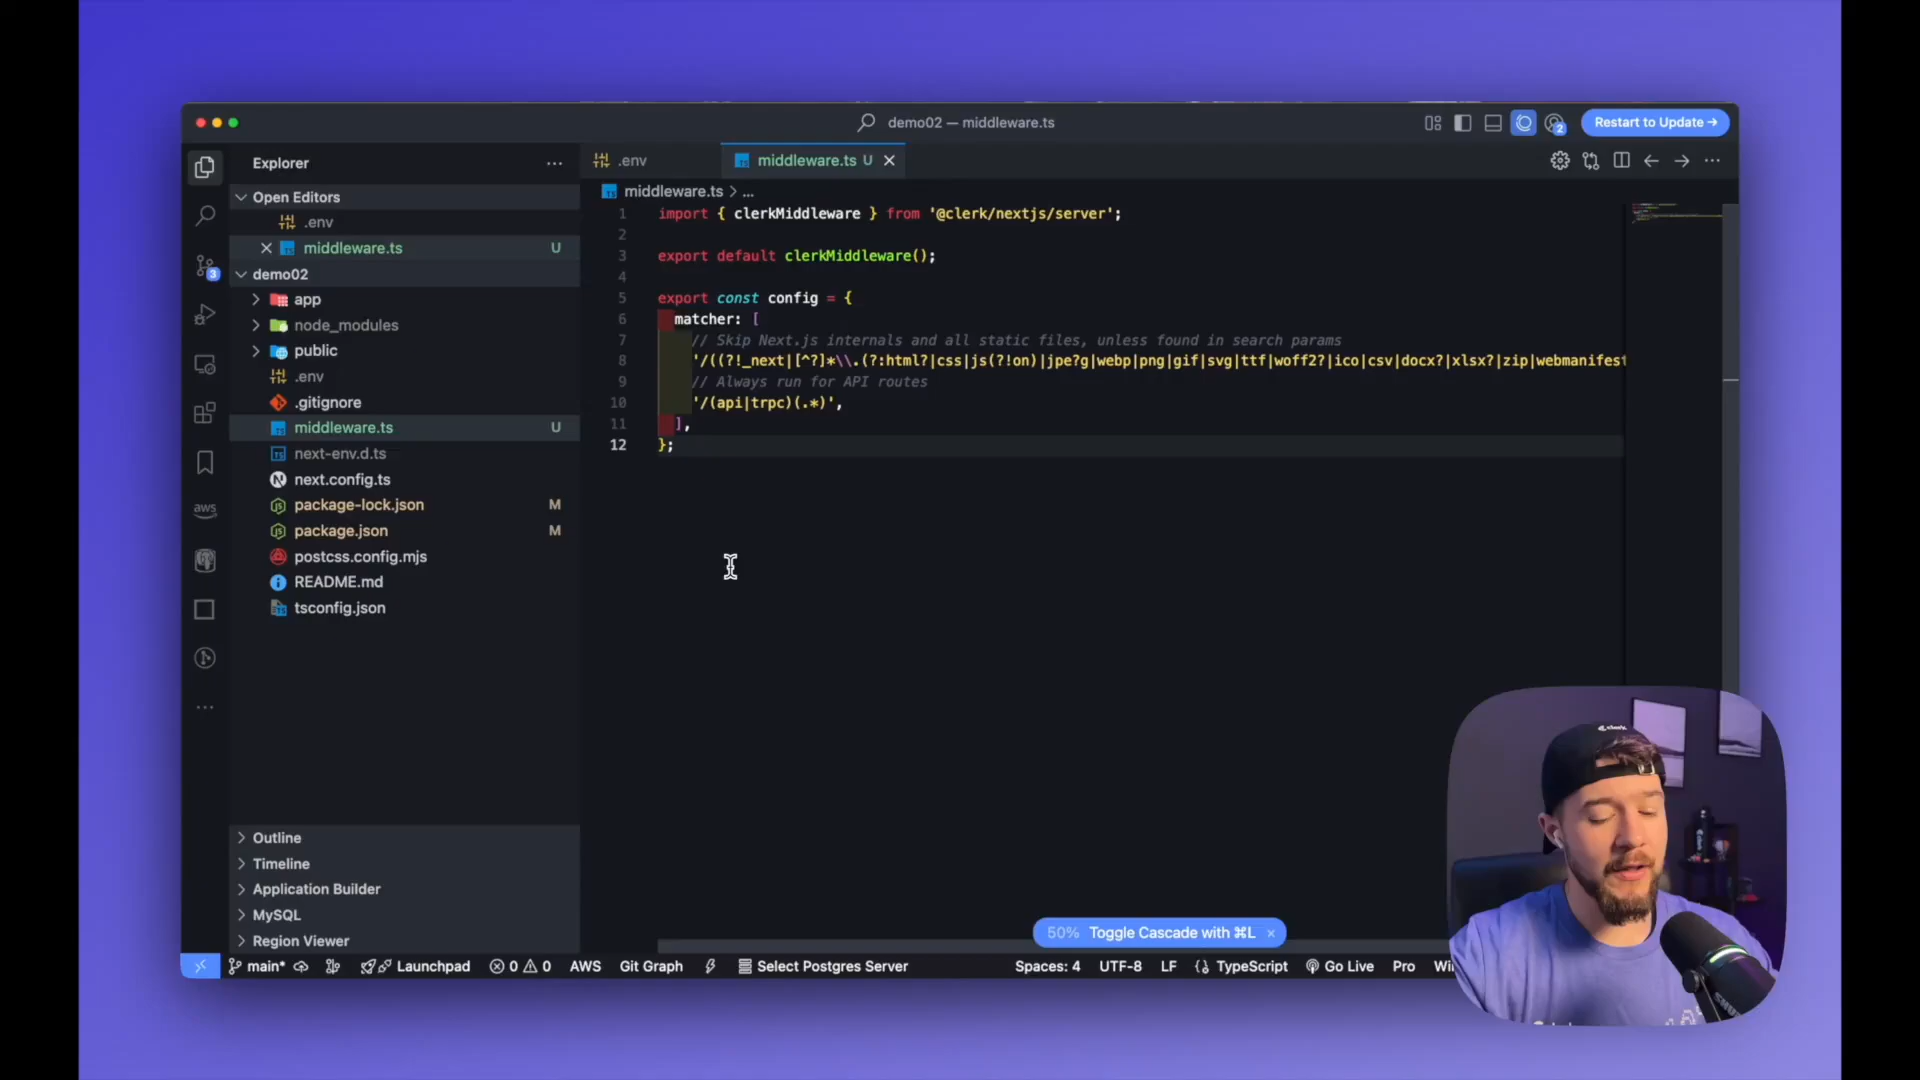 demo02 — middleware.ts
2
Restart to Update →
Explorer
...
.env
middleware.ts U
Open Editors
.env
middleware.ts U
demo02
app
node_modules
public
.env
.gitignore
middleware.ts U
next-env.d.ts
next.config.ts
package-lock.json M
package.json M
postcss.config.mjs
README.md
tsconfig.json
3
aws
Outline
Timeline
Application Builder
MySQL
Region Viewer
middleware.ts > ...
1 import { clerkMiddleware } from '@clerk/nextjs/server';
2
3 export default clerkMiddleware();
4
5 export const config = {
6 matcher: [
7 // Skip Next.js internals and all static files, unless found in search params
8 '/((?!_next|[^?]*\\.(?:html?|css|js(?!on)|jpe?g|webp|png|gif|svg|ttf|woff2?|ico|csv|docx?|xlsx?|zip|webmanifest
9 // Always run for API routes
10 '/(api|trpc)(.*)',
11 ],
12 };
50% Toggle Cascade with ⌘L ×
main* Launchpad 0 0 AWS Git Graph Select Postgres Server Spaces: 4 UTF-8 LF {} TypeScript Go Live Pro